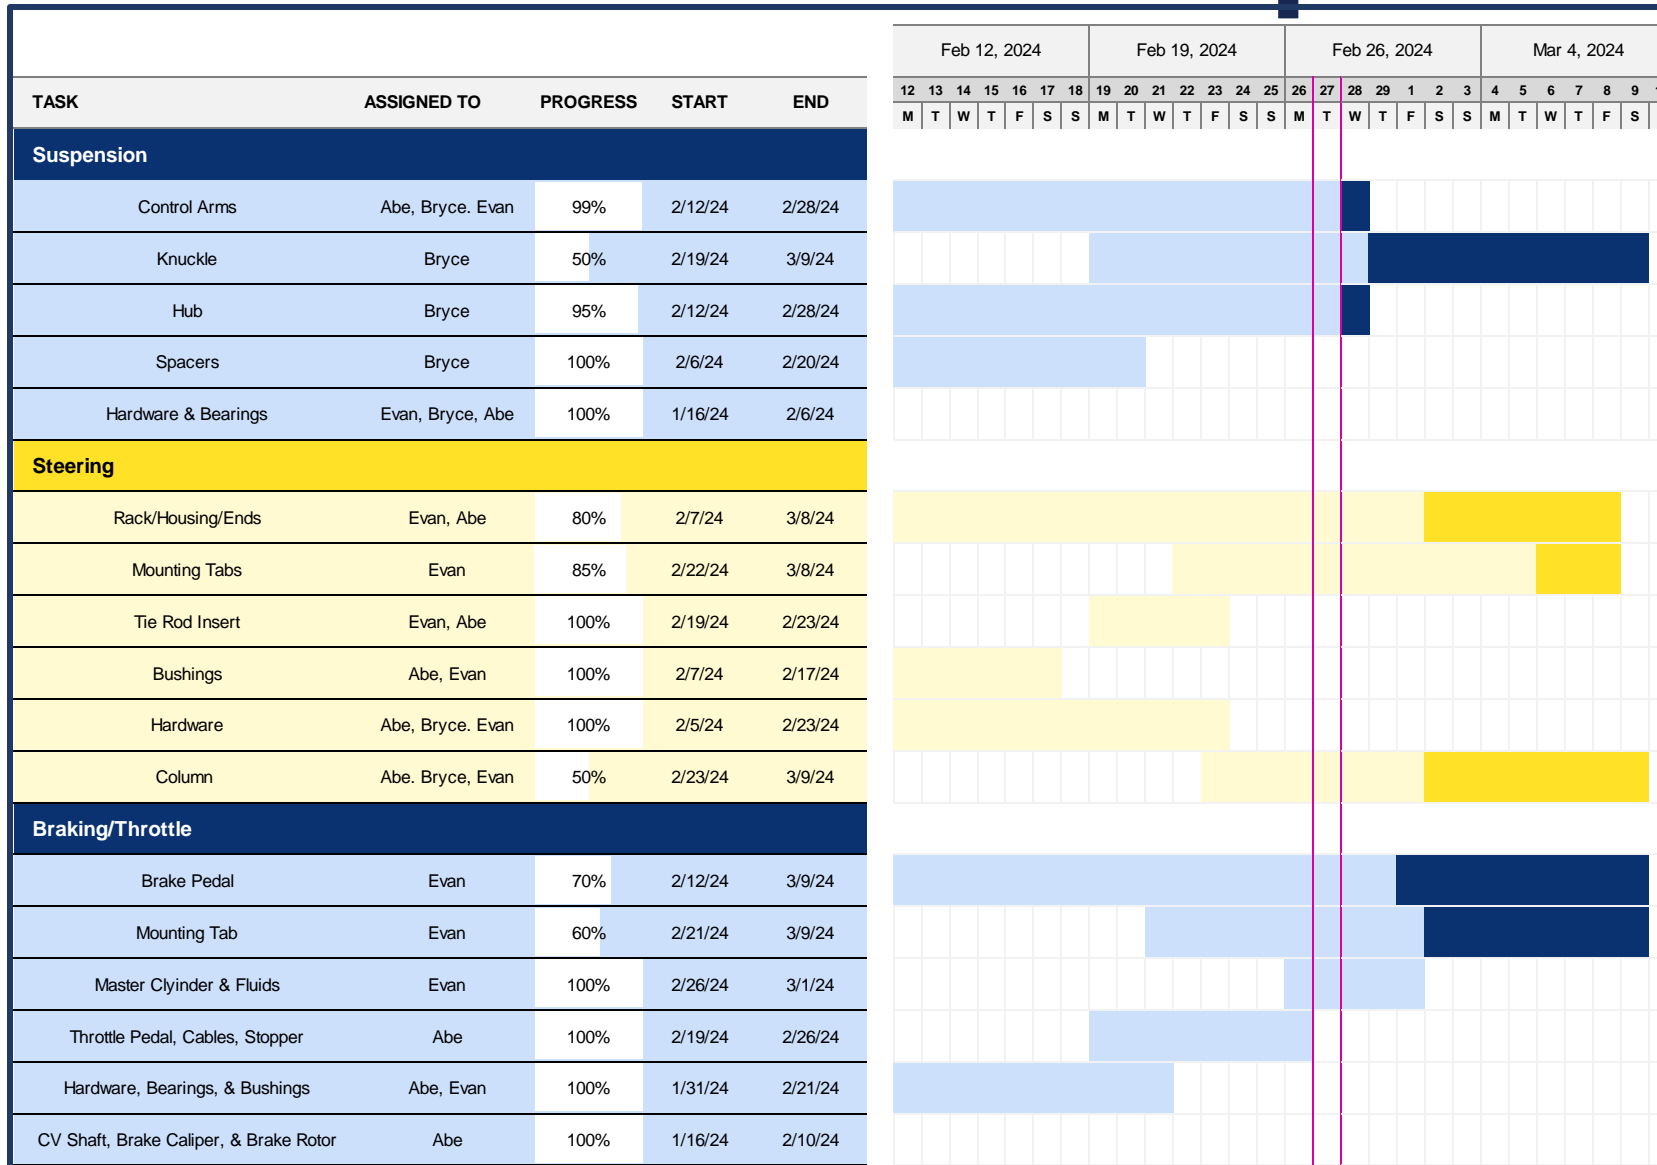 Feb 12, 2024 Feb 19, 2024 Feb 26, 2024 Mar 4, 2024
TASK ASSIGNED TO PROGRESS START END
12 13 14 15 16 17 18 19 20 21 22 23 24 25 26 27 28 29 1 2 3 4 5 6 7 8 9
M T W T F S S M T W T F S S M T W T F S S M T W T F S
Suspension
Control Arms Abe, Bryce. Evan 99% 2/12/24 2/28/24
Knuckle Bryce 50% 2/19/24 3/9/24
Hub Bryce 95% 2/12/24 2/28/24
Spacers Bryce 100% 2/6/24 2/20/24
Hardware & Bearings Evan, Bryce, Abe 100% 1/16/24 2/6/24
Steering
Rack/Housing/Ends Evan, Abe 80% 2/7/24 3/8/24
Mounting Tabs Evan 85% 2/22/24 3/8/24
Tie Rod Insert Evan, Abe 100% 2/19/24 2/23/24
Bushings Abe, Evan 100% 2/7/24 2/17/24
Hardware Abe, Bryce. Evan 100% 2/5/24 2/23/24
Column Abe. Bryce, Evan 50% 2/23/24 3/9/24
Braking/Throttle
Brake Pedal Evan 70% 2/12/24 3/9/24
Mounting Tab Evan 60% 2/21/24 3/9/24
Master Clyinder & Fluids Evan 100% 2/26/24 3/1/24
Throttle Pedal, Cables, Stopper Abe 100% 2/19/24 2/26/24
Hardware, Bearings, & Bushings Abe, Evan 100% 1/31/24 2/21/24
CV Shaft, Brake Caliper, & Brake Rotor Abe 100% 1/16/24 2/10/24